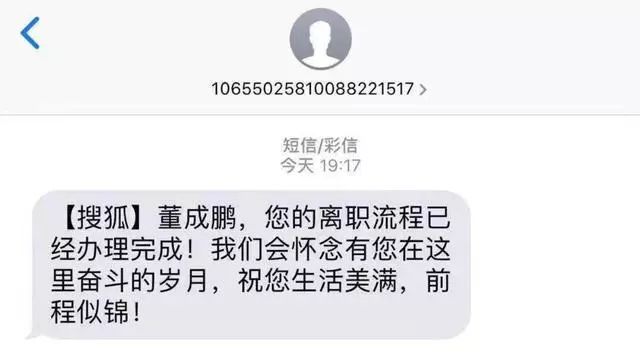 10655025810088221517
短信/彩信
今天 19:17
【搜狐】董成鹏，您的离职流程已
经办理完成！我们会怀念有您在这
里奋斗的岁月，祝您生活美满，前
程似锦！